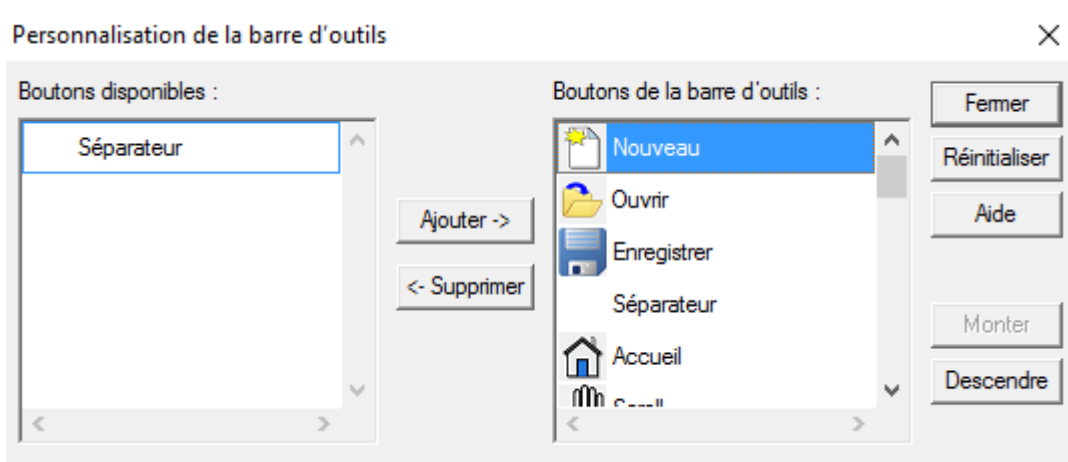 Personnalisation de la barre d'outils
Boutons disponibles :
Séparateur
Ajouter ->
<- Supprimer
Boutons de la barre d'outils :
Nouveau
Ouvrir
Enregistrer
Séparateur
Accueil
Fermer
Réinitialiser
Aide
Monter
Descendre